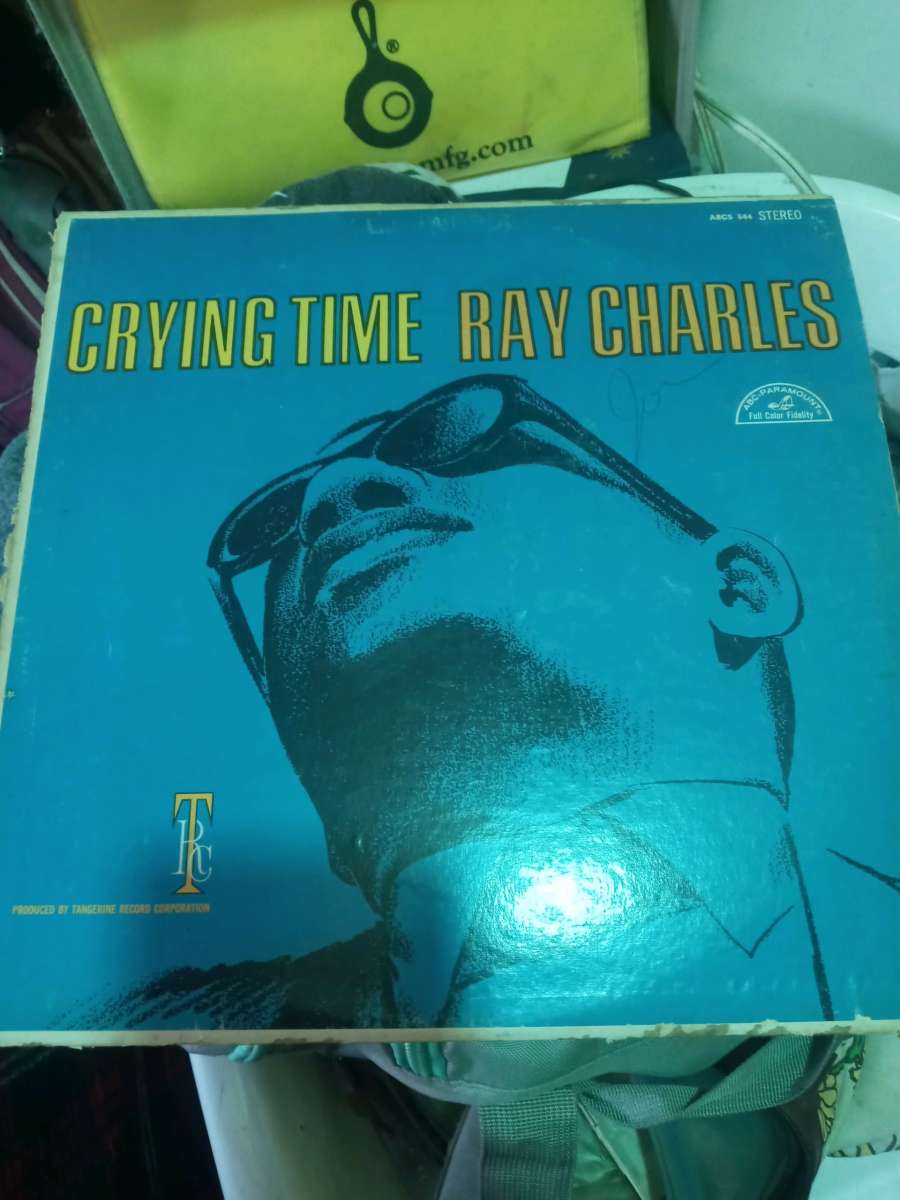 ®
mfg.com
ABCS 544 STEREO
CRYING TIME RAY CHARLES
ABC-PARAMOUNT®
Full Color Fidelity
TRC
PRODUCED BY TANGERINE RECORD CORPORATION